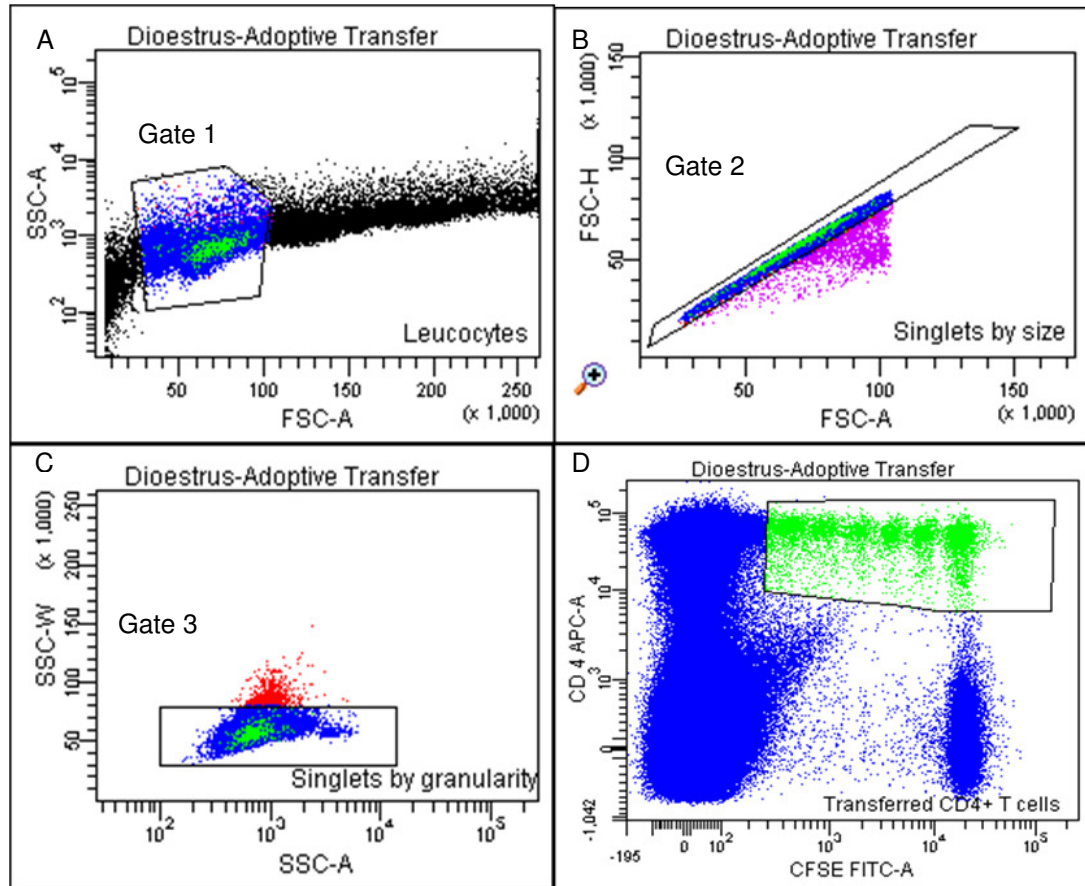 A
Dioestrus-Adoptive Transfer
Gate 1
SSC-A
10^5
10^4
10^3
10^2
Leucocytes
50 100 150 200 250
FSC-A
(x 1,000)
B
Dioestrus-Adoptive Transfer
Gate 2
FSC-H
(x 1,000)
150
100
50
Singlets by size
50 100 150
FSC-A
(x 1,000)
C
Dioestrus-Adoptive Transfer
Gate 3
SSC-W
(x 1,000)
250
200
150
100
50
Singlets by granularity
10^2 10^3 10^4 10^5
SSC-A
D
Dioestrus-Adoptive Transfer
CD 4 APC-A
10^5
10^4
10^3
0
-1,042
Transferred CD4+ T cells
-195 0 10^2 10^3 10^4 10^5
CFSE FITC-A